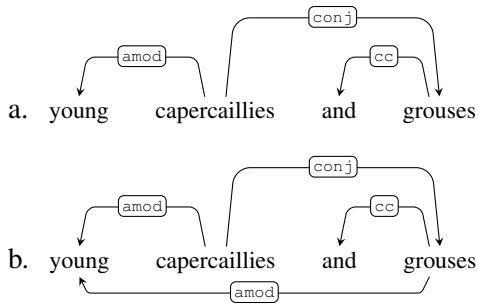 conj
amod cc
a. young capercaillies and grouses
conj
amod cc
b. young capercaillies and grouses
amod